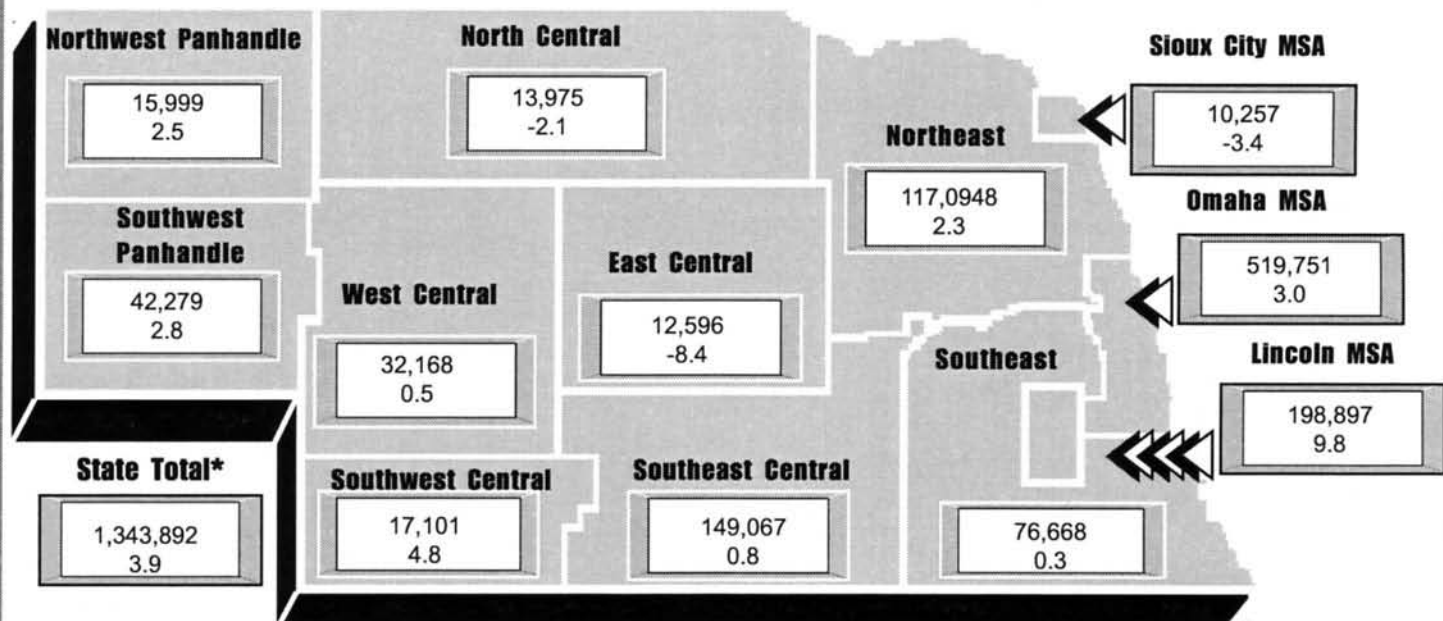 Northwest Panhandle
15,999
2.5
North Central
13,975
-2.1
Sioux City MSA
10,257
-3.4
Northeast
117,0948
2.3
Omaha MSA
519,751
3.0
Southwest
Panhandle
42,279
2.8
West Central
32,168
0.5
East Central
12,596
-8.4
Southeast
76,668
0.3
Lincoln MSA
198,897
9.8
State Total*
1,343,892
3.9
Southwest Central
17,101
4.8
Southeast Central
149,067
0.8